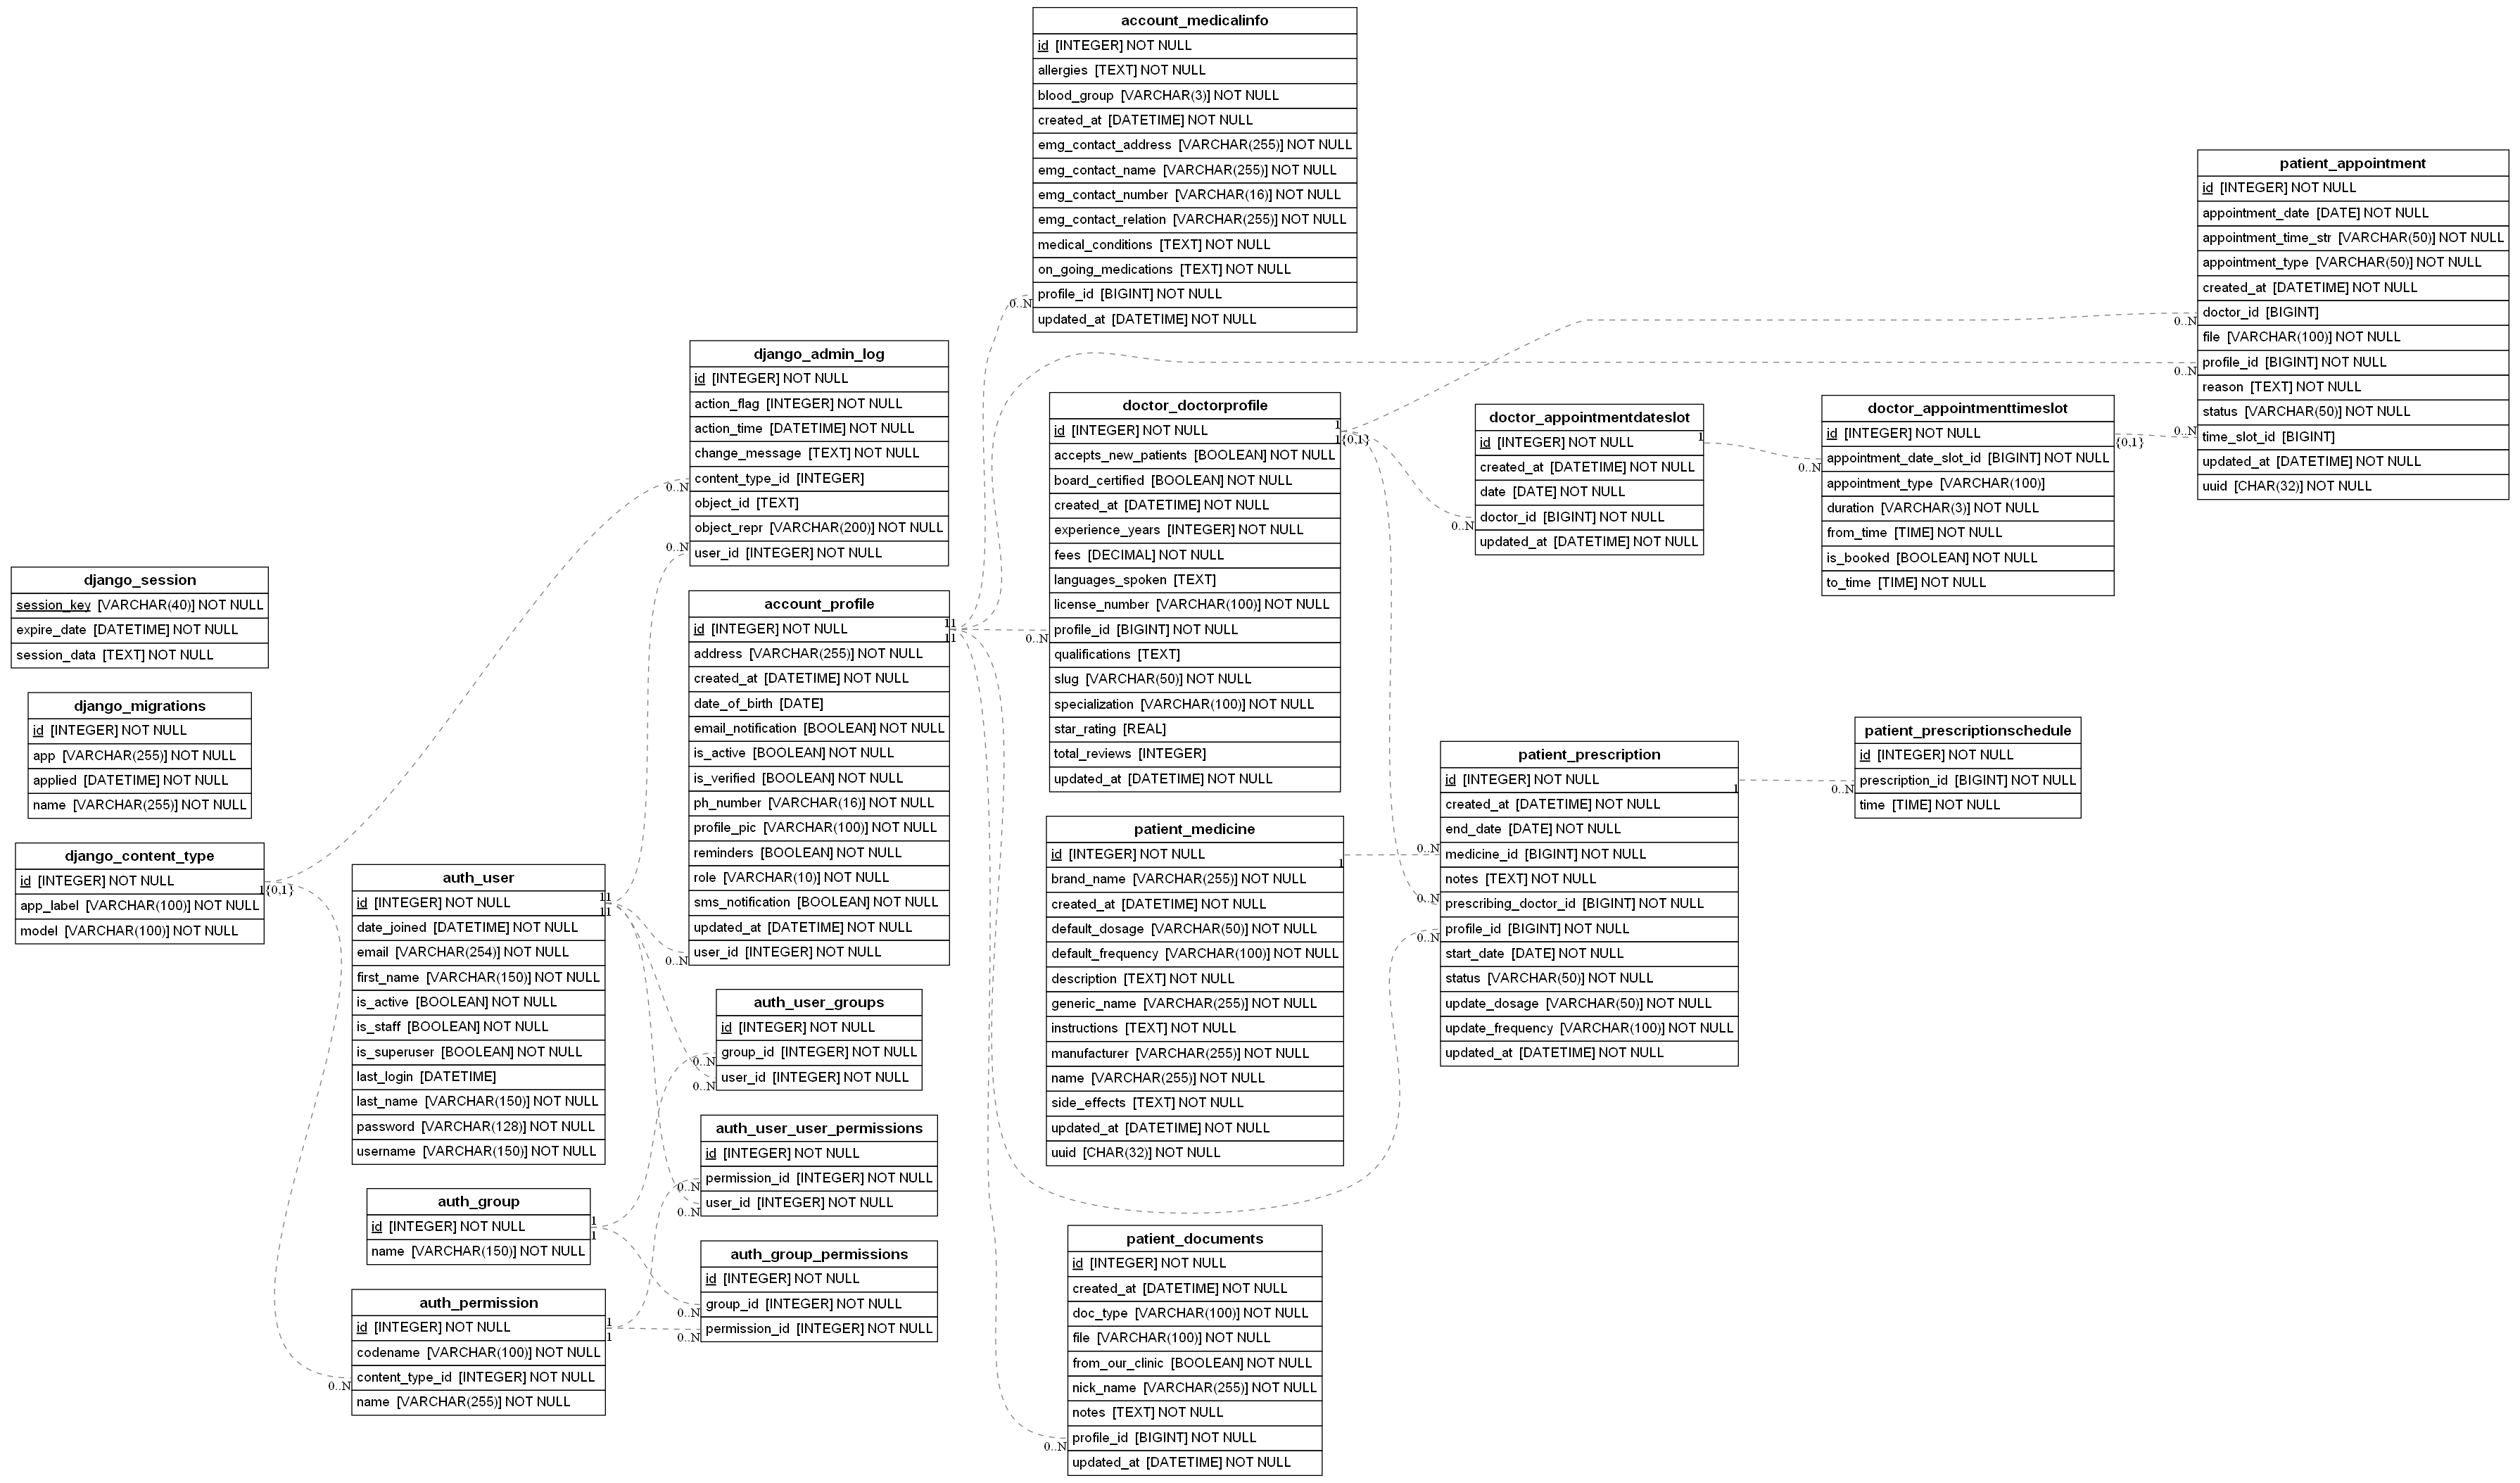 account_medicalinfo
id [INTEGER] NOT NULL
allergies [TEXT] NOT NULL
blood_group [VARCHAR(3)] NOT NULL
created_at [DATETIME] NOT NULL
emg_contact_address [VARCHAR(255)] NOT NULL
emg_contact_name [VARCHAR(255)] NOT NULL
emg_contact_number [VARCHAR(16)] NOT NULL
emg_contact_relation [VARCHAR(255)] NOT NULL
medical_conditions [TEXT] NOT NULL
on_going_medications [TEXT] NOT NULL
profile_id [BIGINT] NOT NULL
updated_at [DATETIME] NOT NULL
0..N
patient_appointment
id [INTEGER] NOT NULL
appointment_date [DATE] NOT NULL
appointment_time_str [VARCHAR(50)] NOT NULL
appointment_type [VARCHAR(50)] NOT NULL
created_at [DATETIME] NOT NULL
doctor_id [BIGINT]
file [VARCHAR(100)] NOT NULL
profile_id [BIGINT] NOT NULL
reason [TEXT] NOT NULL
status [VARCHAR(50)] NOT NULL
time_slot_id [BIGINT]
updated_at [DATETIME] NOT NULL
uuid [CHAR(32)] NOT NULL
0..N
0..N
0..N
django_admin_log
id [INTEGER] NOT NULL
action_flag [INTEGER] NOT NULL
action_time [DATETIME] NOT NULL
change_message [TEXT] NOT NULL
content_type_id [INTEGER]
object_id [TEXT]
object_repr [VARCHAR(200)] NOT NULL
user_id [INTEGER] NOT NULL
0..N
0..N
doctor_doctorprofile
id [INTEGER] NOT NULL
accepts_new_patients [BOOLEAN] NOT NULL
board_certified [BOOLEAN] NOT NULL
created_at [DATETIME] NOT NULL
experience_years [INTEGER] NOT NULL
fees [DECIMAL] NOT NULL
languages_spoken [TEXT]
license_number [VARCHAR(100)] NOT NULL
profile_id [BIGINT] NOT NULL
qualifications [TEXT]
slug [VARCHAR(50)] NOT NULL
specialization [VARCHAR(100)] NOT NULL
star_rating [REAL]
total_reviews [INTEGER]
updated_at [DATETIME] NOT NULL
1
1{0,1}
0..N
doctor_appointmentdateslot
id [INTEGER] NOT NULL
created_at [DATETIME] NOT NULL
date [DATE] NOT NULL
doctor_id [BIGINT] NOT NULL
updated_at [DATETIME] NOT NULL
1
0..N
doctor_appointmenttimeslot
id [INTEGER] NOT NULL
appointment_date_slot_id [BIGINT] NOT NULL
appointment_type [VARCHAR(100)]
duration [VARCHAR(3)] NOT NULL
from_time [TIME] NOT NULL
is_booked [BOOLEAN] NOT NULL
to_time [TIME] NOT NULL
{0,1}
0..N
django_session
session_key [VARCHAR(40)] NOT NULL
expire_date [DATETIME] NOT NULL
session_data [TEXT] NOT NULL
account_profile
id [INTEGER] NOT NULL
address [VARCHAR(255)] NOT NULL
created_at [DATETIME] NOT NULL
date_of_birth [DATE]
email_notification [BOOLEAN] NOT NULL
is_active [BOOLEAN] NOT NULL
is_verified [BOOLEAN] NOT NULL
ph_number [VARCHAR(16)] NOT NULL
profile_pic [VARCHAR(100)] NOT NULL
reminders [BOOLEAN] NOT NULL
role [VARCHAR(10)] NOT NULL
sms_notification [BOOLEAN] NOT NULL
updated_at [DATETIME] NOT NULL
user_id [INTEGER] NOT NULL
11
11
0..N
django_migrations
id [INTEGER] NOT NULL
app [VARCHAR(255)] NOT NULL
applied [DATETIME] NOT NULL
name [VARCHAR(255)] NOT NULL
patient_prescription
id [INTEGER] NOT NULL
created_at [DATETIME] NOT NULL
end_date [DATE] NOT NULL
medicine_id [BIGINT] NOT NULL
notes [TEXT] NOT NULL
prescribing_doctor_id [BIGINT] NOT NULL
profile_id [BIGINT] NOT NULL
start_date [DATE] NOT NULL
status [VARCHAR(50)] NOT NULL
update_dosage [VARCHAR(50)] NOT NULL
update_frequency [VARCHAR(100)] NOT NULL
updated_at [DATETIME] NOT NULL
1
0..N
0..N
0..N
patient_prescriptionschedule
id [INTEGER] NOT NULL
prescription_id [BIGINT] NOT NULL
time [TIME] NOT NULL
0..N
patient_medicine
id [INTEGER] NOT NULL
brand_name [VARCHAR(255)] NOT NULL
created_at [DATETIME] NOT NULL
default_dosage [VARCHAR(50)] NOT NULL
default_frequency [VARCHAR(100)] NOT NULL
description [TEXT] NOT NULL
generic_name [VARCHAR(255)] NOT NULL
instructions [TEXT] NOT NULL
manufacturer [VARCHAR(255)] NOT NULL
name [VARCHAR(255)] NOT NULL
side_effects [TEXT] NOT NULL
updated_at [DATETIME] NOT NULL
uuid [CHAR(32)] NOT NULL
1
django_content_type
id [INTEGER] NOT NULL
app_label [VARCHAR(100)] NOT NULL
model [VARCHAR(100)] NOT NULL
1{0,1}
auth_user
id [INTEGER] NOT NULL
date_joined [DATETIME] NOT NULL
email [VARCHAR(254)] NOT NULL
first_name [VARCHAR(150)] NOT NULL
is_active [BOOLEAN] NOT NULL
is_staff [BOOLEAN] NOT NULL
is_superuser [BOOLEAN] NOT NULL
last_login [DATETIME]
last_name [VARCHAR(150)] NOT NULL
password [VARCHAR(128)] NOT NULL
username [VARCHAR(150)] NOT NULL
11
11
auth_user_groups
id [INTEGER] NOT NULL
group_id [INTEGER] NOT NULL
user_id [INTEGER] NOT NULL
0..N
0..N
auth_user_user_permissions
id [INTEGER] NOT NULL
permission_id [INTEGER] NOT NULL
user_id [INTEGER] NOT NULL
0..N
0..N
auth_group
id [INTEGER] NOT NULL
name [VARCHAR(150)] NOT NULL
1
1
auth_group_permissions
id [INTEGER] NOT NULL
group_id [INTEGER] NOT NULL
permission_id [INTEGER] NOT NULL
0..N
0..N
auth_permission
id [INTEGER] NOT NULL
codename [VARCHAR(100)] NOT NULL
content_type_id [INTEGER] NOT NULL
name [VARCHAR(255)] NOT NULL
1
1
0..N
patient_documents
id [INTEGER] NOT NULL
created_at [DATETIME] NOT NULL
doc_type [VARCHAR(100)] NOT NULL
file [VARCHAR(100)] NOT NULL
from_our_clinic [BOOLEAN] NOT NULL
nick_name [VARCHAR(255)] NOT NULL
notes [TEXT] NOT NULL
profile_id [BIGINT] NOT NULL
updated_at [DATETIME] NOT NULL
0..N